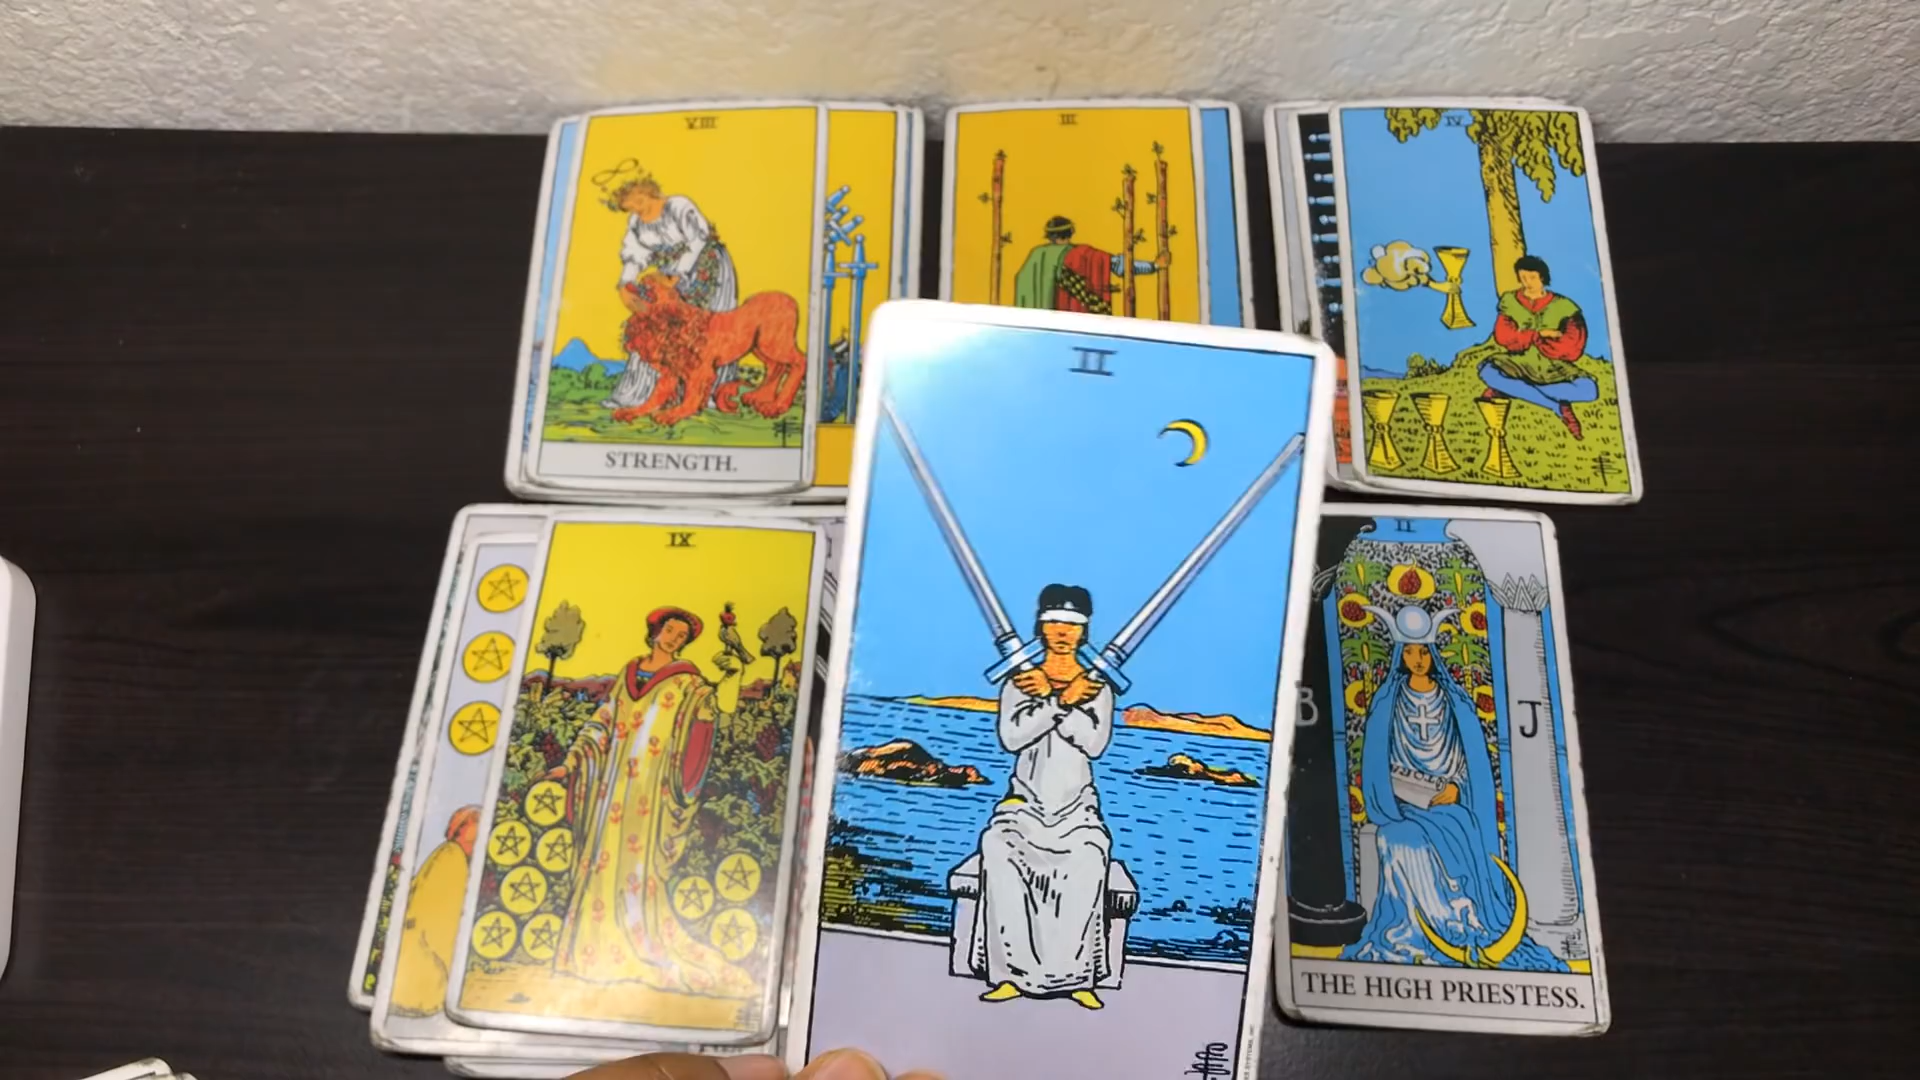 VIII
III
IV
STRENGTH.
II
IX
II
B
J
THE HIGH PRIESTESS.